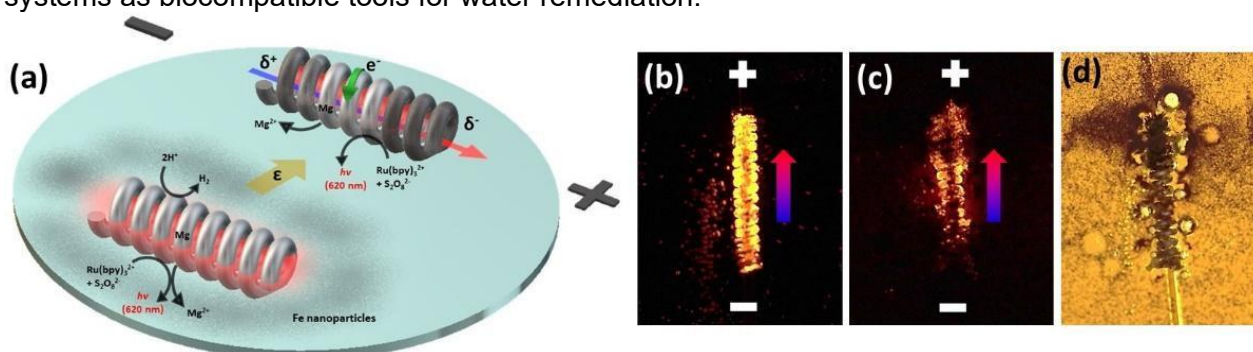 systems as biocompatible tools for water remediation.
(a)
δ⁺
e⁻
Mg
δ⁻
Mg²⁺
hν
(620 nm)
Ru(bpy)₃²⁺
+ S₂O₈²⁻
ε
2H⁺
H₂
Mg
Ru(bpy)₃²⁺
+ S₂O₈²⁻
hν
(620 nm)
Mg²⁺
Fe nanoparticles
(b)
+
−
(c)
+
−
(d)